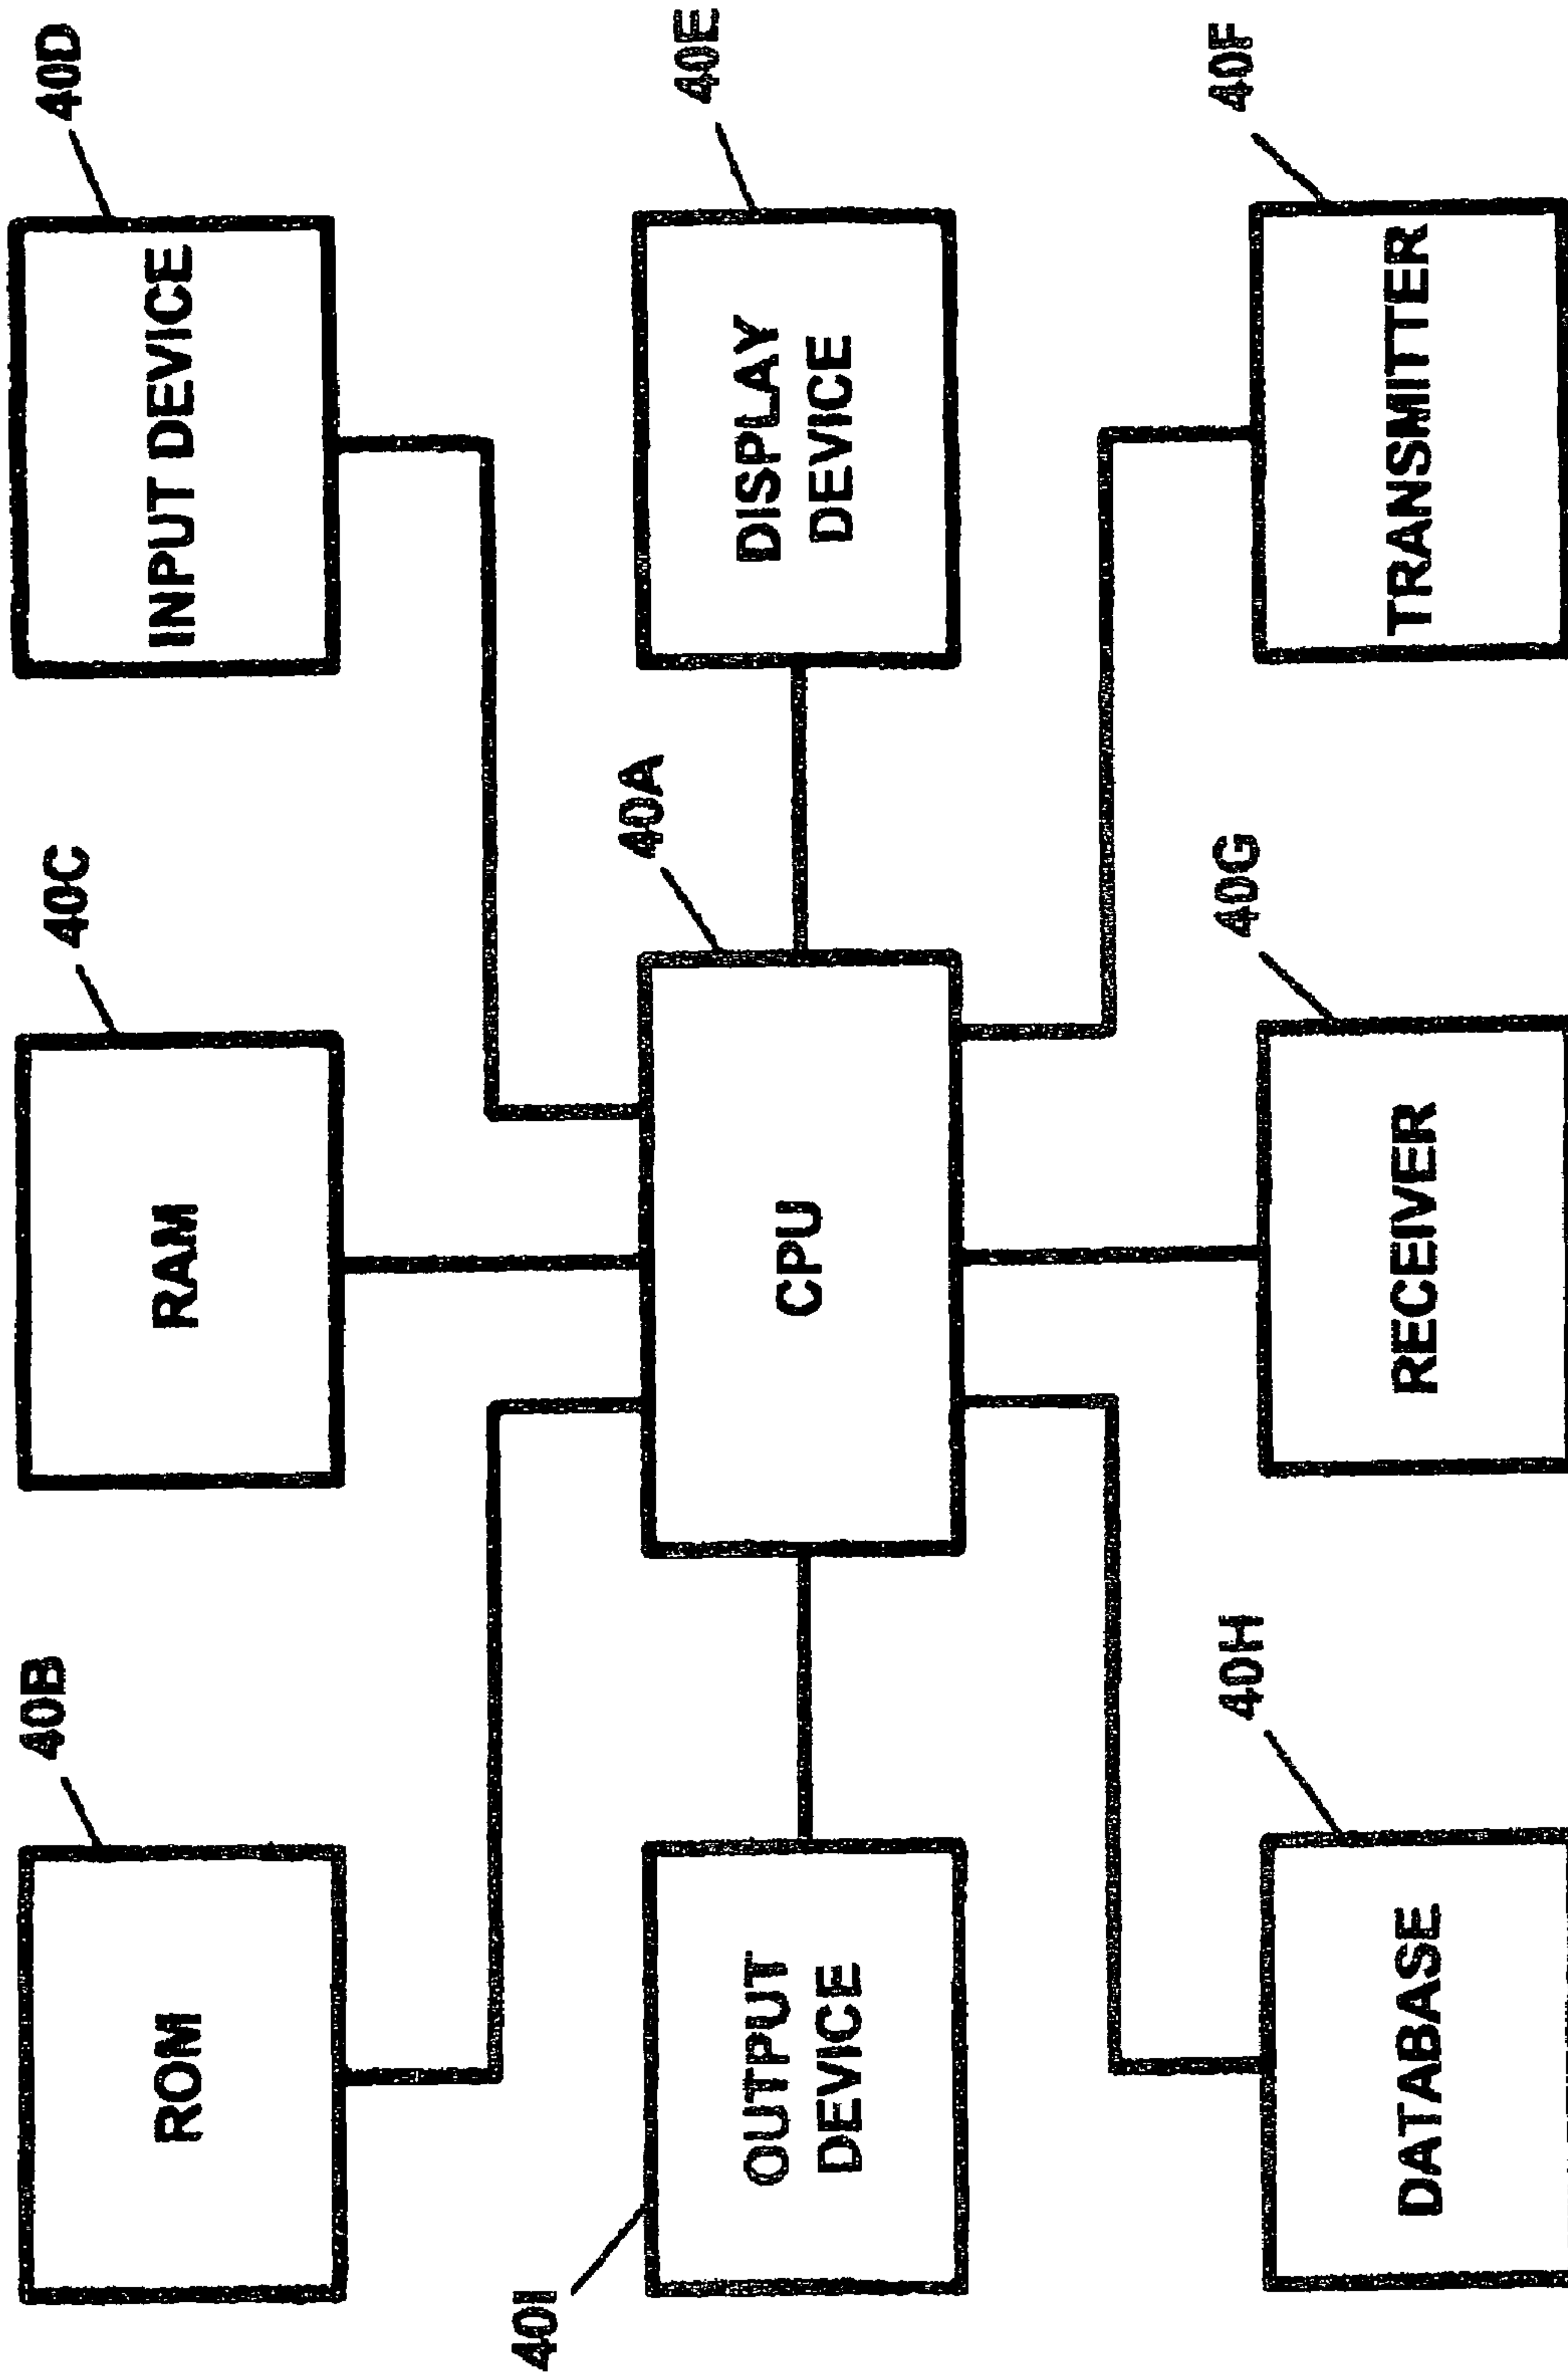 40B
40C
40D
ROM
RAM
INPUT DEVICE
40I
40A
40E
OUTPUT
DEVICE
CPU
DISPLAY
DEVICE
40H
40G
40F
DATABASE
RECEIVER
TRANSMITTER